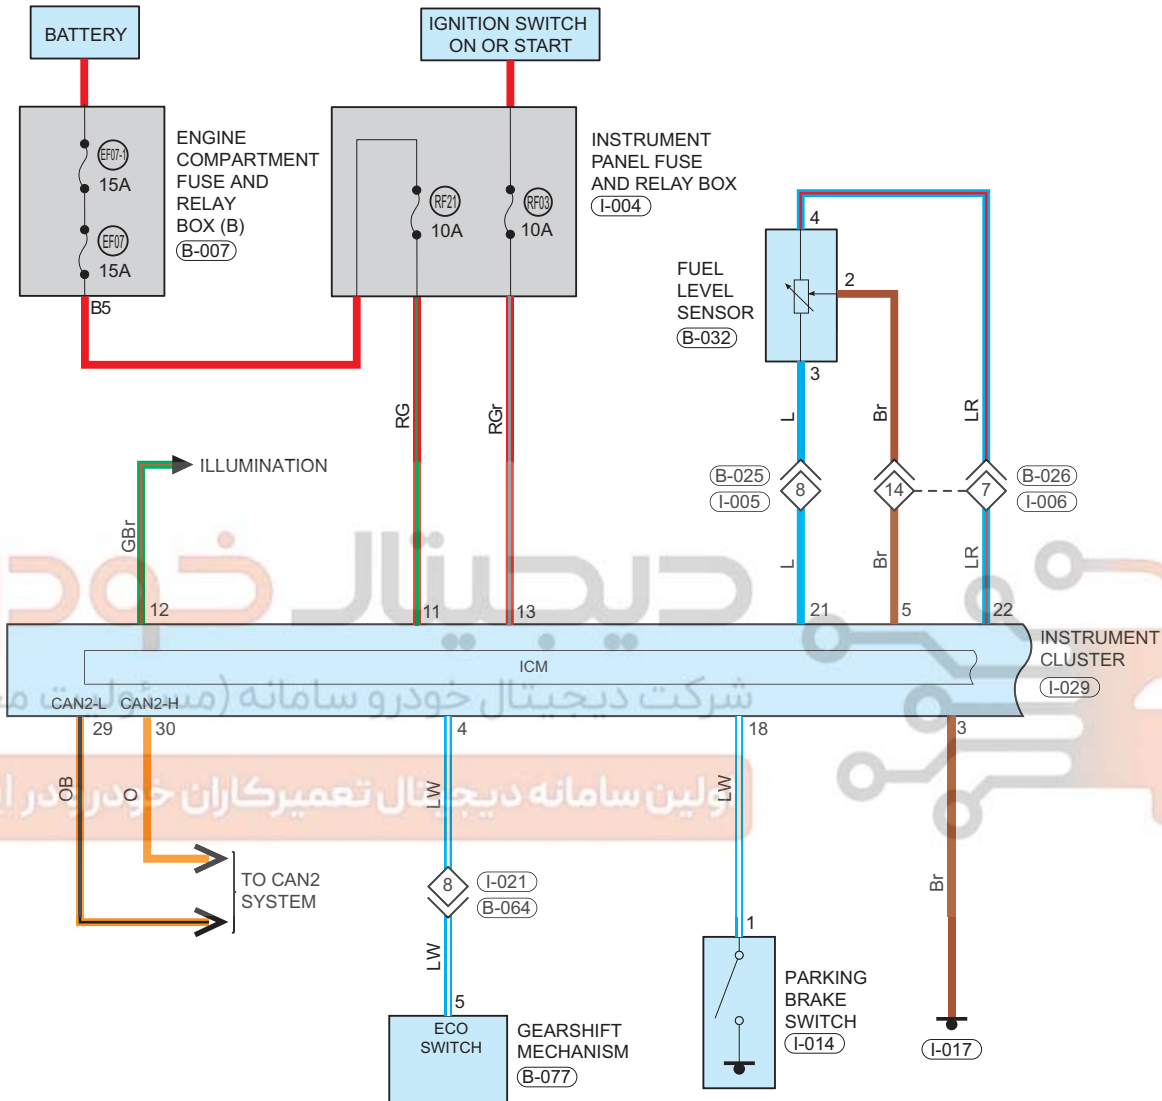 BATTERY
IGNITION SWITCH
ON OR START
EF07-1
15A
EF07
15A
B5
ENGINE
COMPARTMENT
FUSE AND
RELAY
BOX (B)
B-007
RF21
10A
RF03
10A
INSTRUMENT
PANEL FUSE
AND RELAY BOX
I-004
FUEL
LEVEL
SENSOR
B-032
4
2
3
RG
RGr
L
Br
LR
ILLUMINATION
GBr
B-025
I-005
8
14
7
B-026
I-006
L
Br
LR
دیجیتال خودر
12
11
13
21
5
22
ICM
INSTRUMENT
CLUSTER
I-029
شرکت دیجیتال خودرو سامانه (مسئولیت
CAN2-L
CAN2-H
29
30
4
18
3
OB
O
LW
LW
ولین سامانه دیجیتال تعمیرکاران خودرو در
TO CAN2
SYSTEM
8
I-021
B-064
LW
Br
5
1
ECO
SWITCH
GEARSHIFT
MECHANISM
B-077
PARKING
BRAKE
SWITCH
I-014
I-017